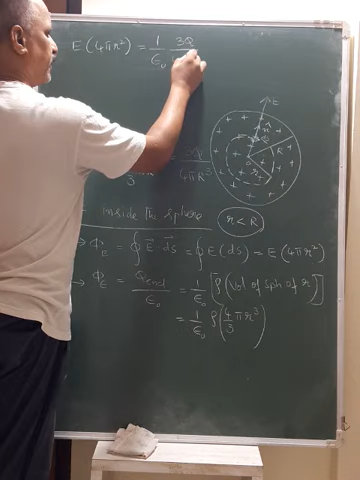 E (4πr²) = 1/ε₀ 3Q
3 4πR³
E
r
R
r
Inside the sphere r < R
→ Φ_E = ∮ E⃗ · ds⃗ = ∮ E (ds) = E (4πr²)
→ Φ_E = Q_encl/ε₀ = 1/ε₀ [ρ (vol of sph of r)]
= 1/ε₀ ρ (4/3 πr³)